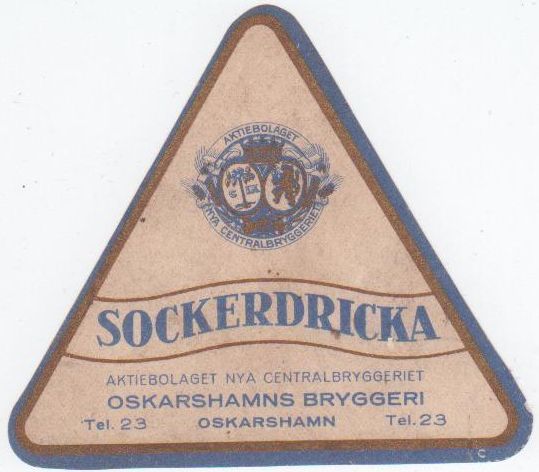 AKTIEBOLAGET
NYA CENTRALBRYGGERIET
SOCKERDRICKA
AKTIEBOLAGET NYA CENTRALBRYGGERIET
OSKARSHAMNS BRYGGERI
Tel. 23 OSKARSHAMN Tel. 23
C